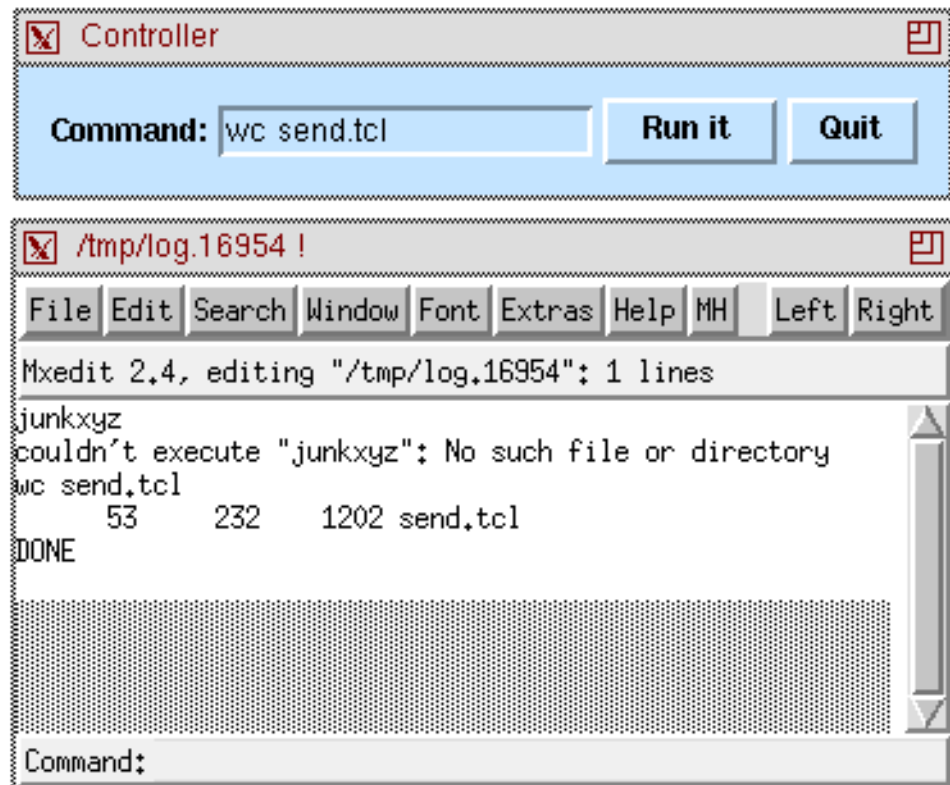 Controller
Command: wc send.tcl Run it Quit
/tmp/log.16954 !
File Edit Search Window Font Extras Help MH Left Right
Mxedit 2.4, editing "/tmp/log.16954": 1 lines
junkxyz
couldn't execute "junkxyz": No such file or directory
wc send.tcl
53 232 1202 send.tcl
DONE
Command: